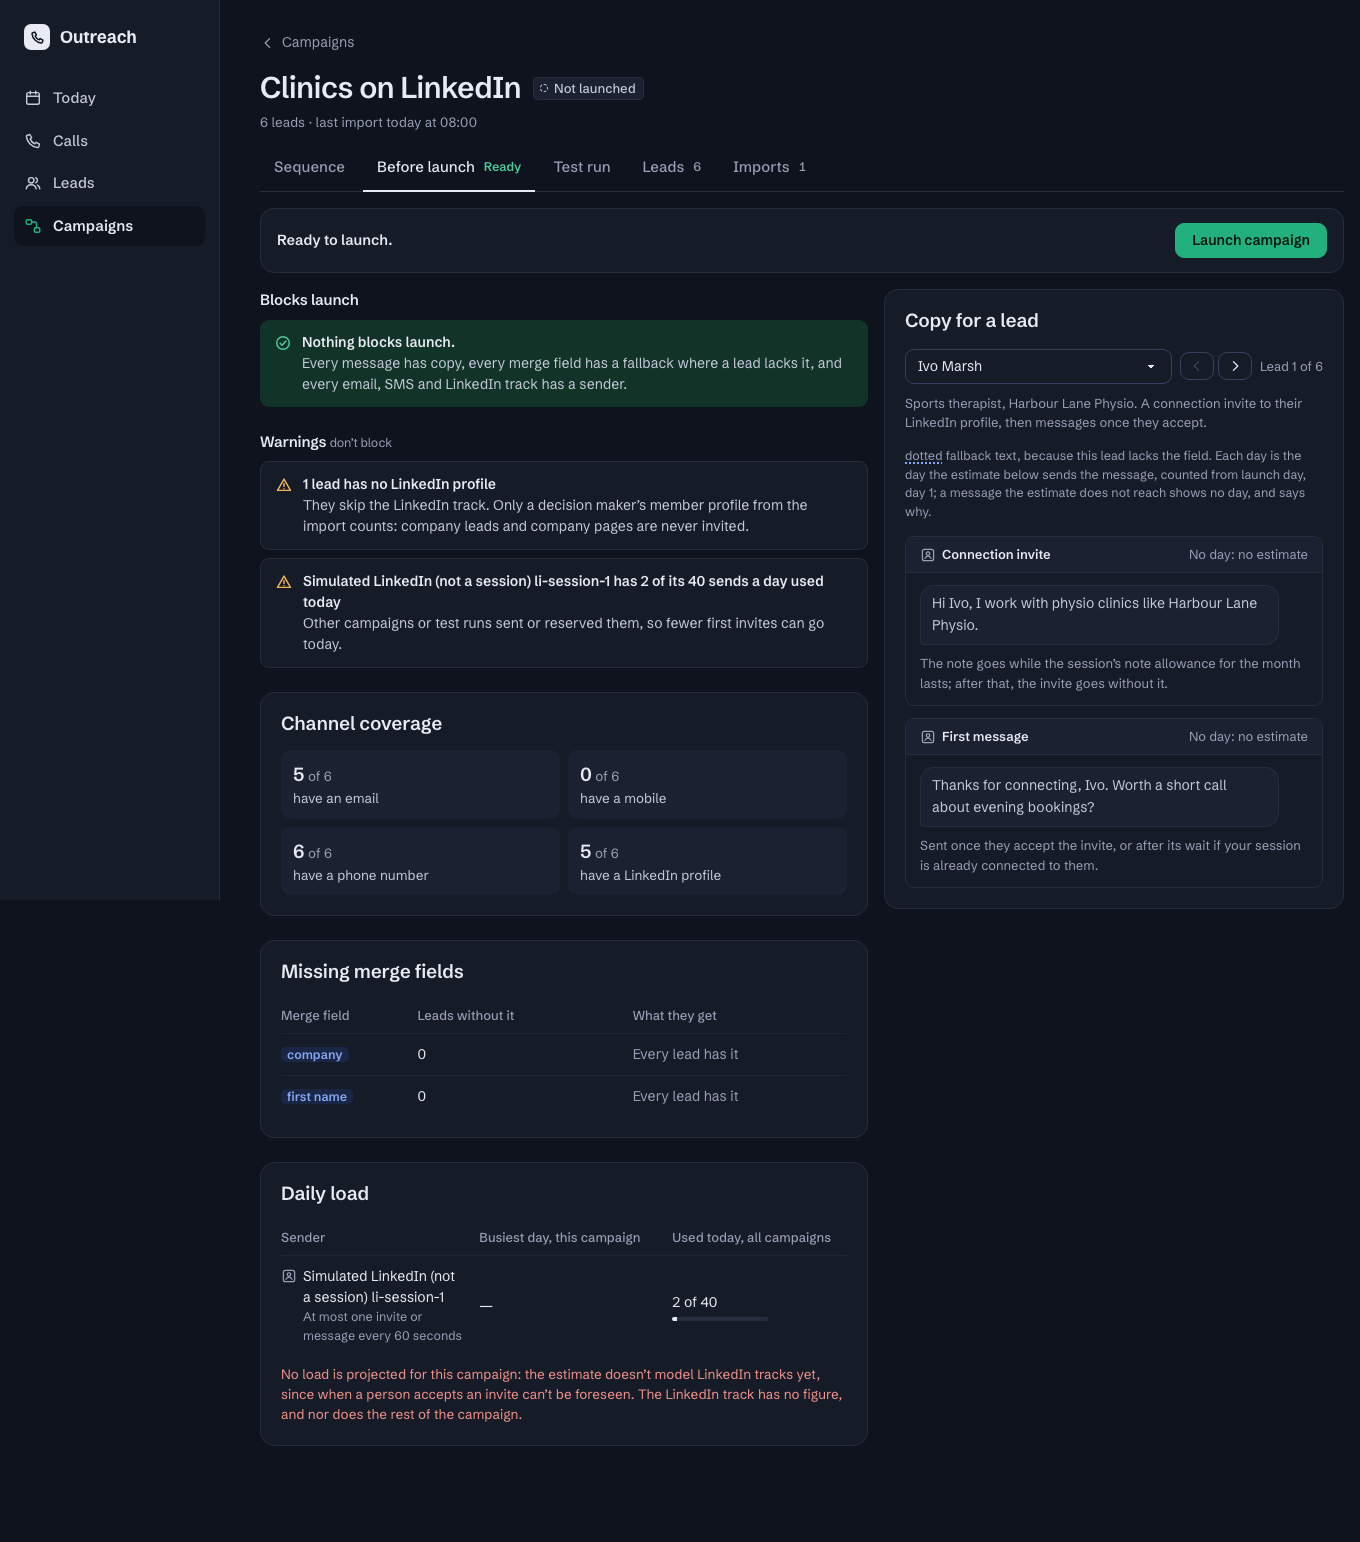 Outreach
Today
Calls
Leads
Campaigns
Campaigns
Clinics on LinkedIn
Not launched
6 leads · last import today at 08:00
Sequence
Before launch Ready
Test run
Leads 6
Imports 1
Ready to launch.
Launch campaign
Blocks launch
Nothing blocks launch.
Every message has copy, every merge field has a fallback where a lead lacks it, and
every email, SMS and LinkedIn track has a sender.
Warnings don’t block
1 lead has no LinkedIn profile
They skip the LinkedIn track. Only a decision maker’s member profile from the
import counts: company leads and company pages are never invited.
Simulated LinkedIn (not a session) li-session-1 has 2 of its 40 sends a day used
today
Other campaigns or test runs sent or reserved them, so fewer first invites can go
today.
Channel coverage
5 of 6
have an email
0 of 6
have a mobile
6 of 6
have a phone number
5 of 6
have a LinkedIn profile
Missing merge fields
Merge field
Leads without it
What they get
company
0
Every lead has it
first name
0
Every lead has it
Daily load
Sender
Busiest day, this campaign
Used today, all campaigns
Simulated LinkedIn (not
a session) li-session-1
At most one invite or
message every 60 seconds
—
2 of 40
No load is projected for this campaign: the estimate doesn’t model LinkedIn tracks yet,
since when a person accepts an invite can’t be foreseen. The LinkedIn track has no figure,
and nor does the rest of the campaign.
Copy for a lead
Ivo Marsh
Lead 1 of 6
Sports therapist, Harbour Lane Physio. A connection invite to their
LinkedIn profile, then messages once they accept.
dotted fallback text, because this lead lacks the field. Each day is the
day the estimate below sends the message, counted from launch day,
day 1; a message the estimate does not reach shows no day, and says
why.
Connection invite
No day: no estimate
Hi Ivo, I work with physio clinics like Harbour Lane
Physio.
The note goes while the session’s note allowance for the month
lasts; after that, the invite goes without it.
First message
No day: no estimate
Thanks for connecting, Ivo. Worth a short call
about evening bookings?
Sent once they accept the invite, or after its wait if your session
is already connected to them.